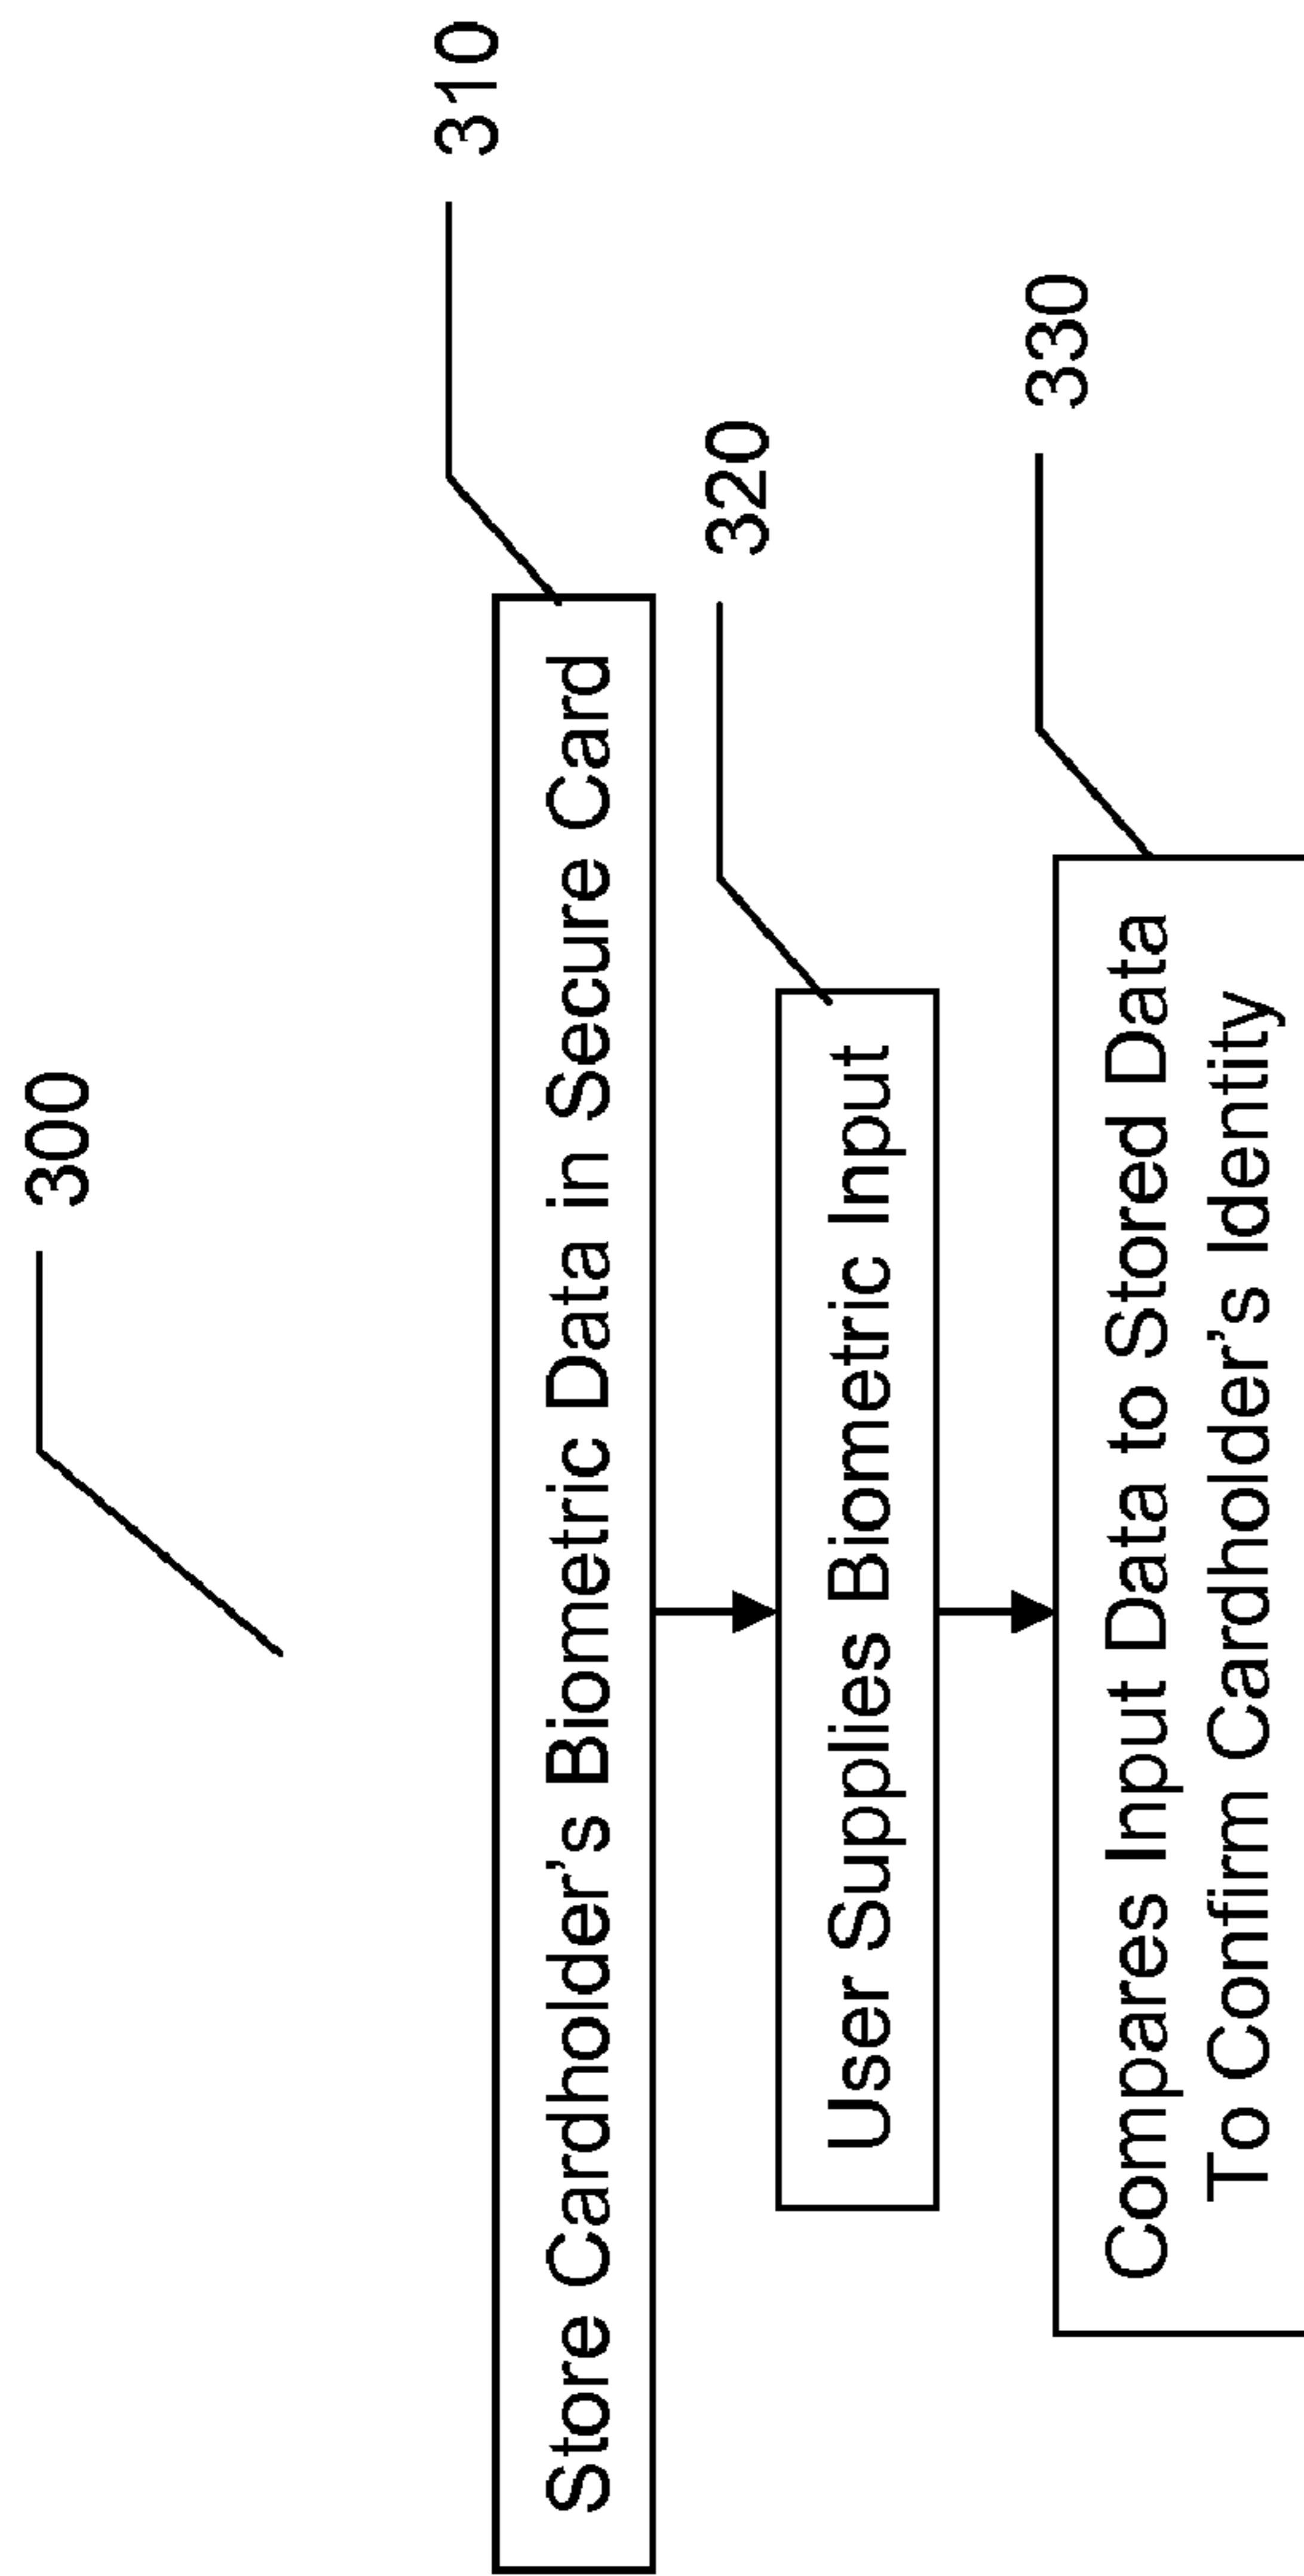 300
310
Store Cardholder's Biometric Data in Secure Card
320
User Supplies Biometric Input
330
Compares Input Data to Stored Data
To Confirm Cardholder's Identity